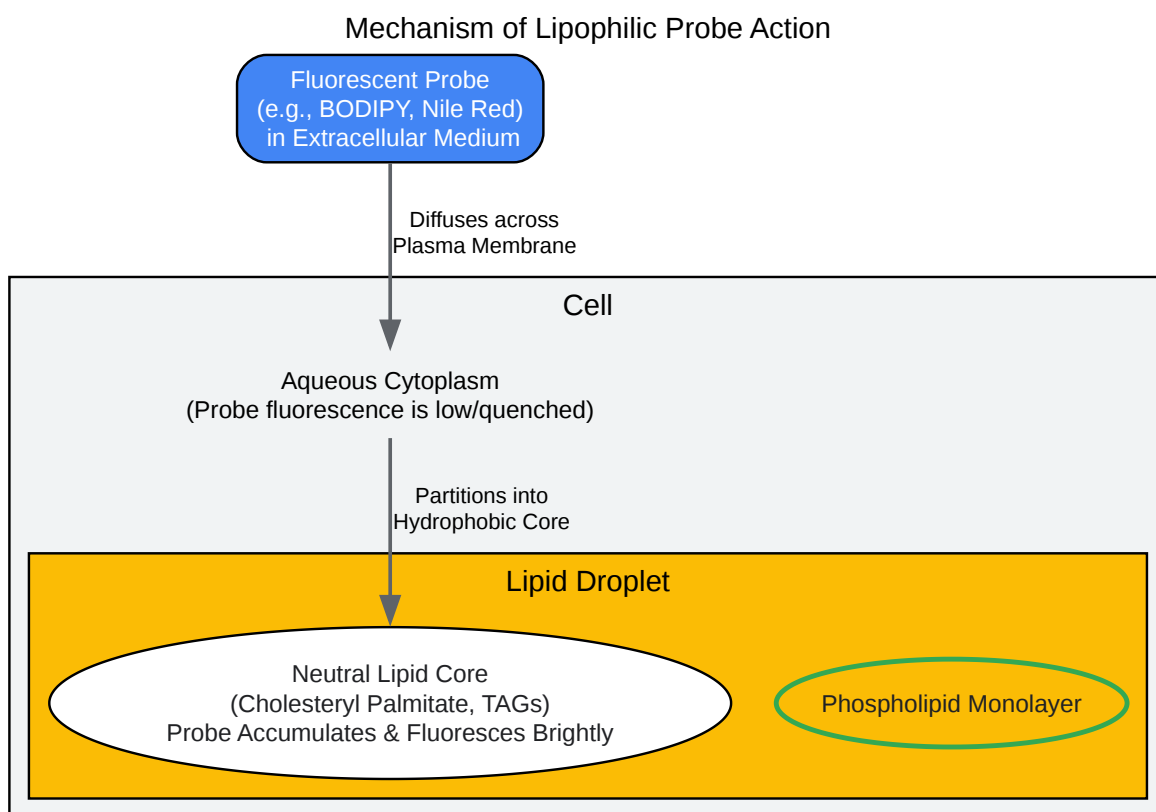 Mechanism of Lipophilic Probe Action
Fluorescent Probe
(e.g., BODIPY, Nile Red)
in Extracellular Medium
Diffuses across
Plasma Membrane
Cell
Aqueous Cytoplasm
(Probe fluorescence is low/quenched)
Partitions into
Hydrophobic Core
Lipid Droplet
Neutral Lipid Core
(Cholesteryl Palmitate, TAGs)
Probe Accumulates & Fluoresces Brightly
Phospholipid Monolayer